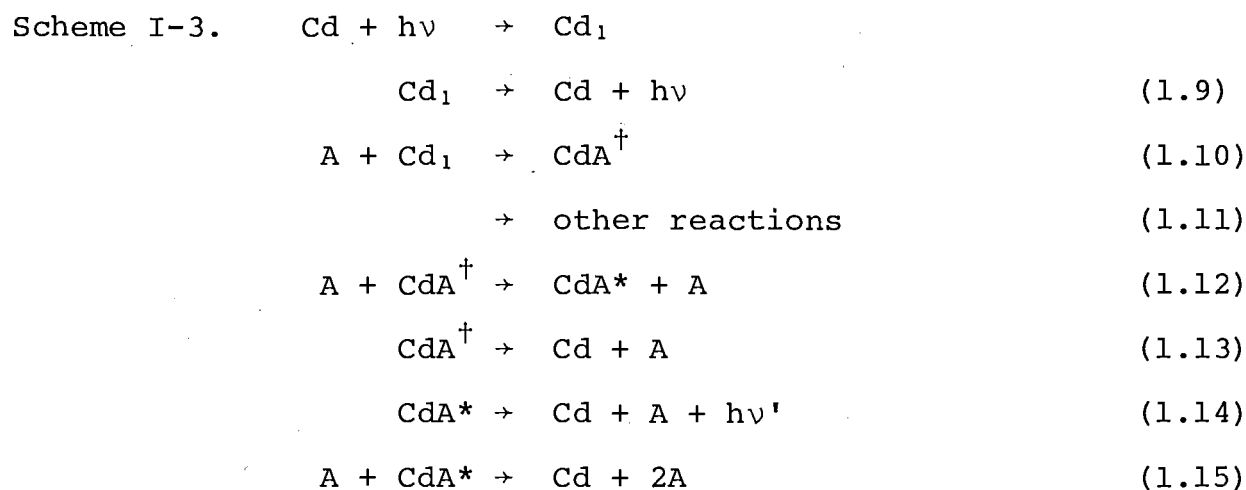 Scheme I-3. Cd + hν → Cd₁
Cd₁ → Cd + hν (1.9)
A + Cd₁ → CdA† (1.10)
→ other reactions (1.11)
A + CdA† → CdA* + A (1.12)
CdA† → Cd + A (1.13)
CdA* → Cd + A + hν' (1.14)
A + CdA* → Cd + 2A (1.15)